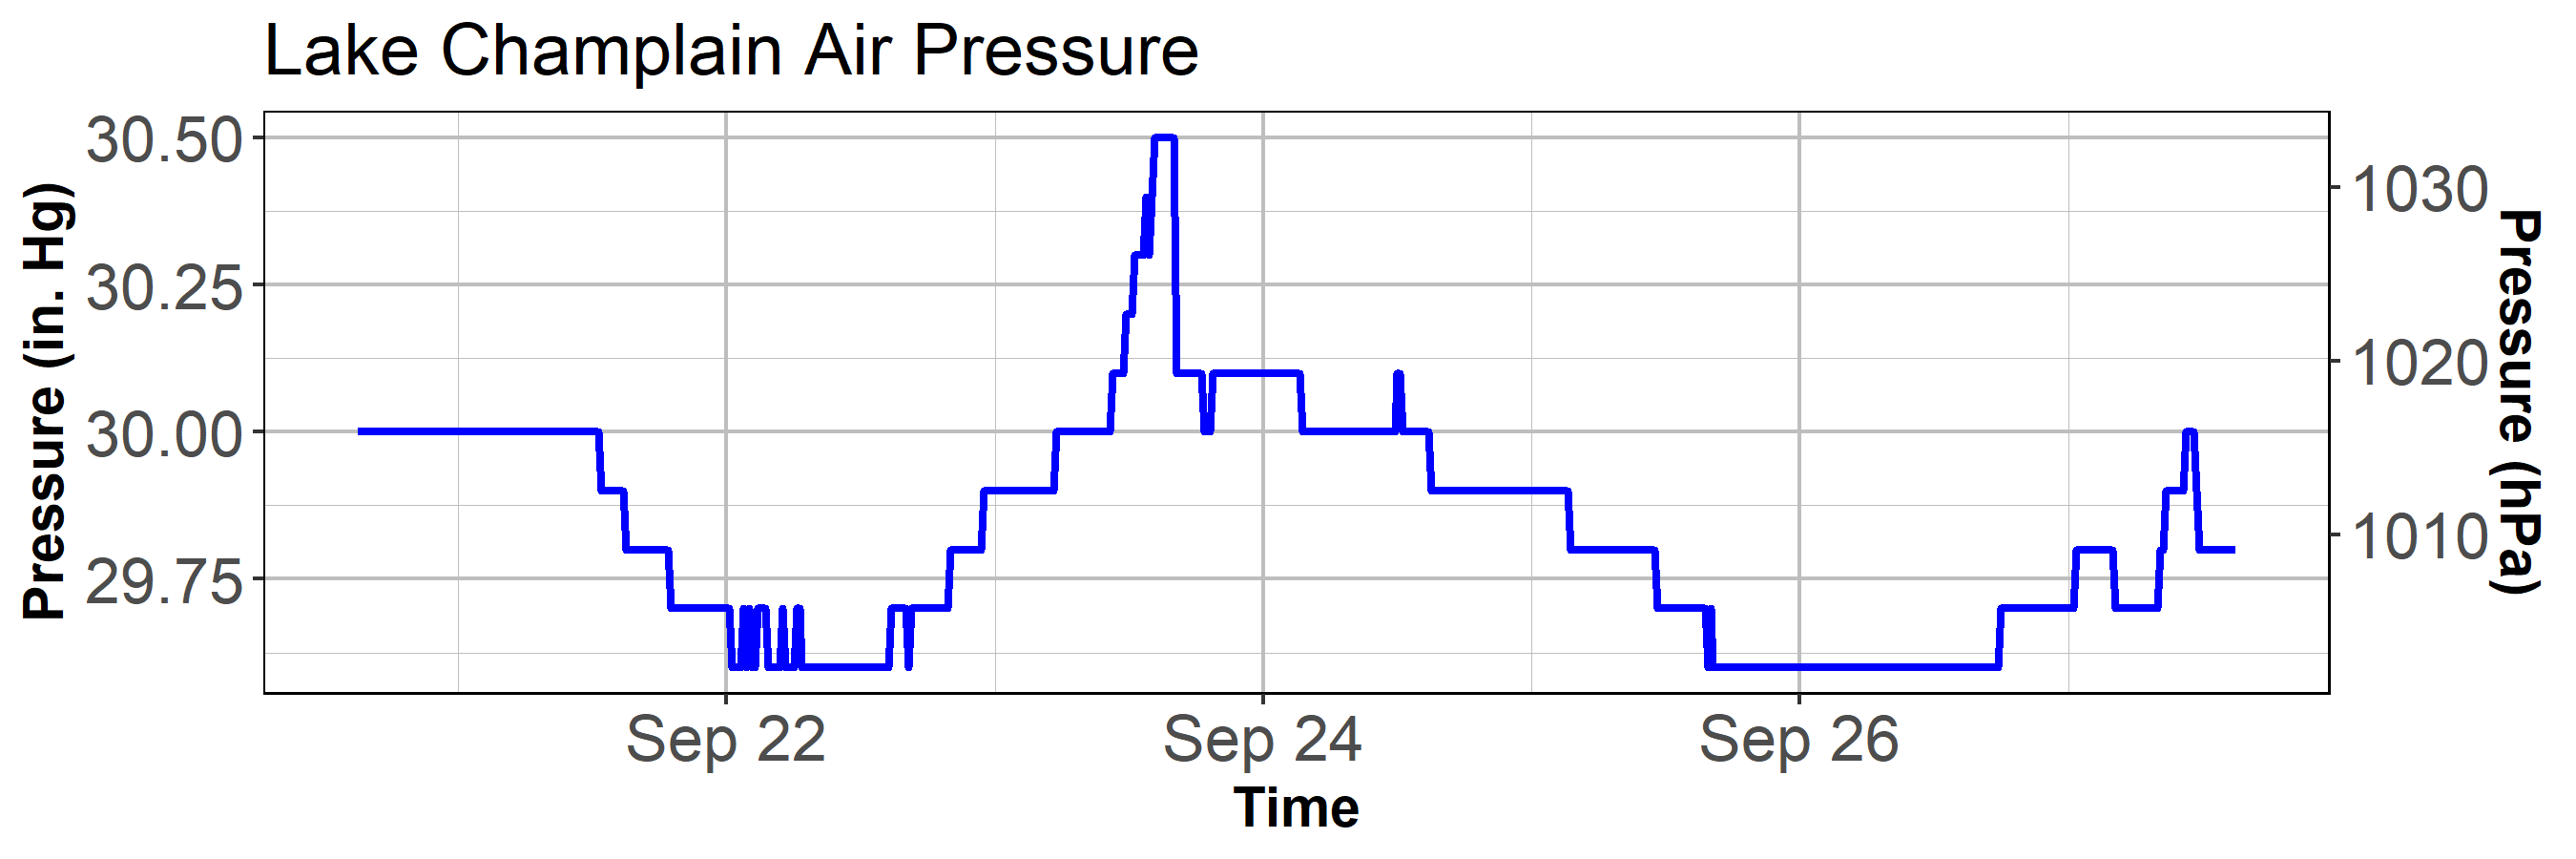 Lake Champlain Air Pressure
Pressure (in. Hg)
30.50
30.25
30.00
29.75
1030
1020
1010
Pressure (hPa)
Sep 22
Sep 24
Sep 26
Time